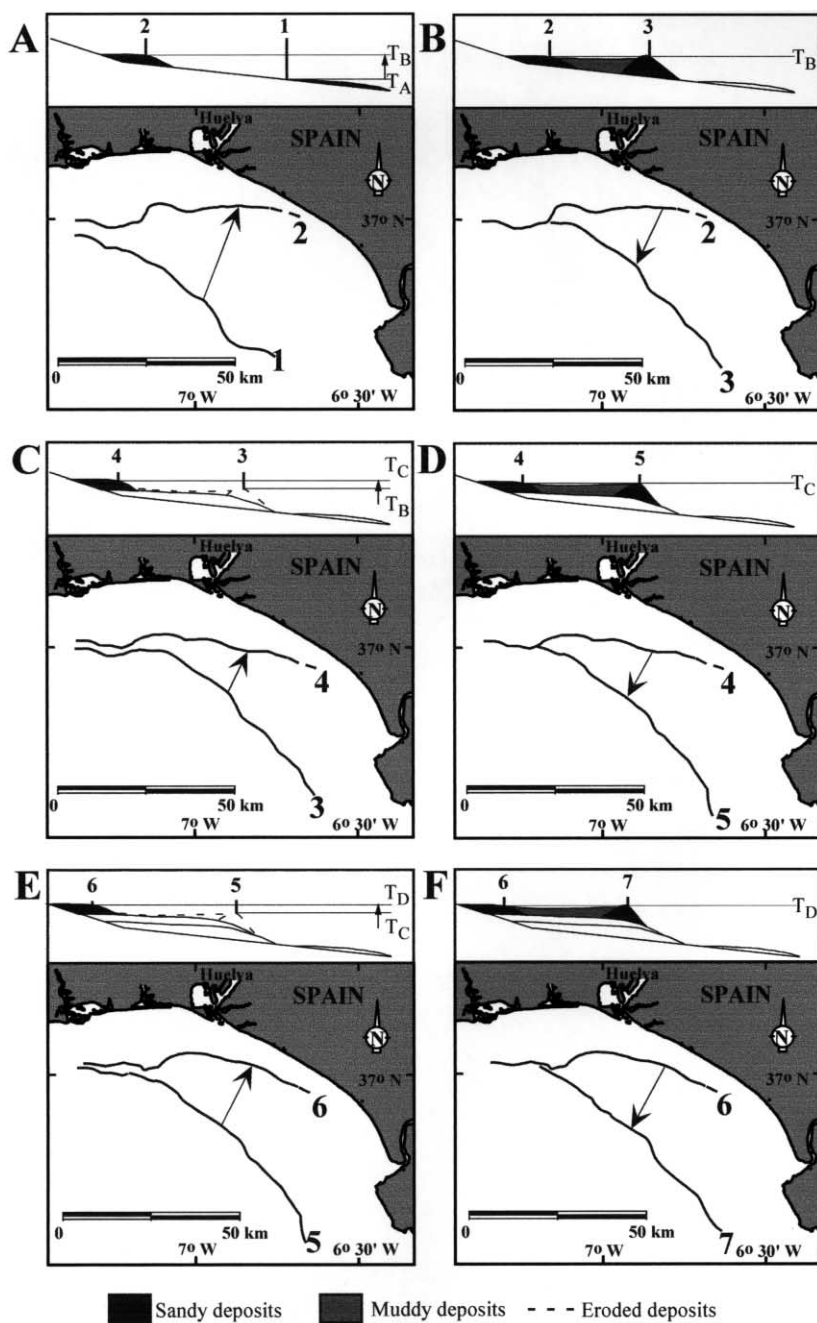 A
2
1
T_B
T_A
Huelva
SPAIN
N
37º N
2
1
0
50 km
7º W
6º 30' W
B
2
3
T_B
Huelva
SPAIN
N
37º N
2
3
0
50 km
7º W
6º 30' W
C
4
3
T_C
T_B
Huelva
SPAIN
N
37º N
4
3
0
50 km
7º W
6º 30' W
D
4
5
T_C
Huelva
SPAIN
N
37º N
4
5
0
50 km
7º W
6º 30' W
E
6
5
T_D
T_C
Huelva
SPAIN
N
37º N
6
5
0
50 km
7º W
6º 30' W
F
6
7
T_D
Huelva
SPAIN
N
37º N
6
7
0
50 km
7º W
6º 30' W
Sandy deposits
Muddy deposits
Eroded deposits